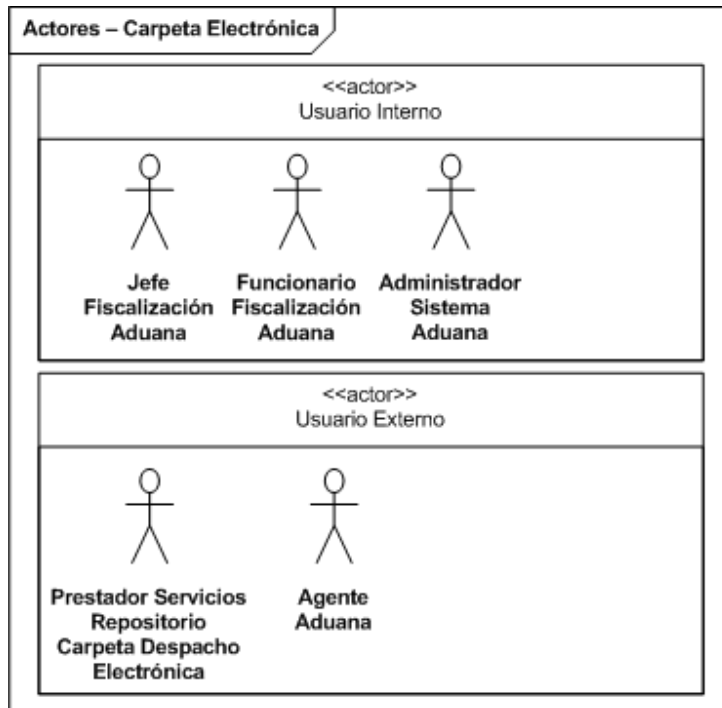 Actores – Carpeta Electrónica
<<actor>>
Usuario Interno
Jefe
Fiscalización
Aduana
Funcionario
Fiscalización
Aduana
Administrador
Sistema
Aduana
<<actor>>
Usuario Externo
Prestador Servicios
Repositorio
Carpeta Despacho
Electrónica
Agente
Aduana